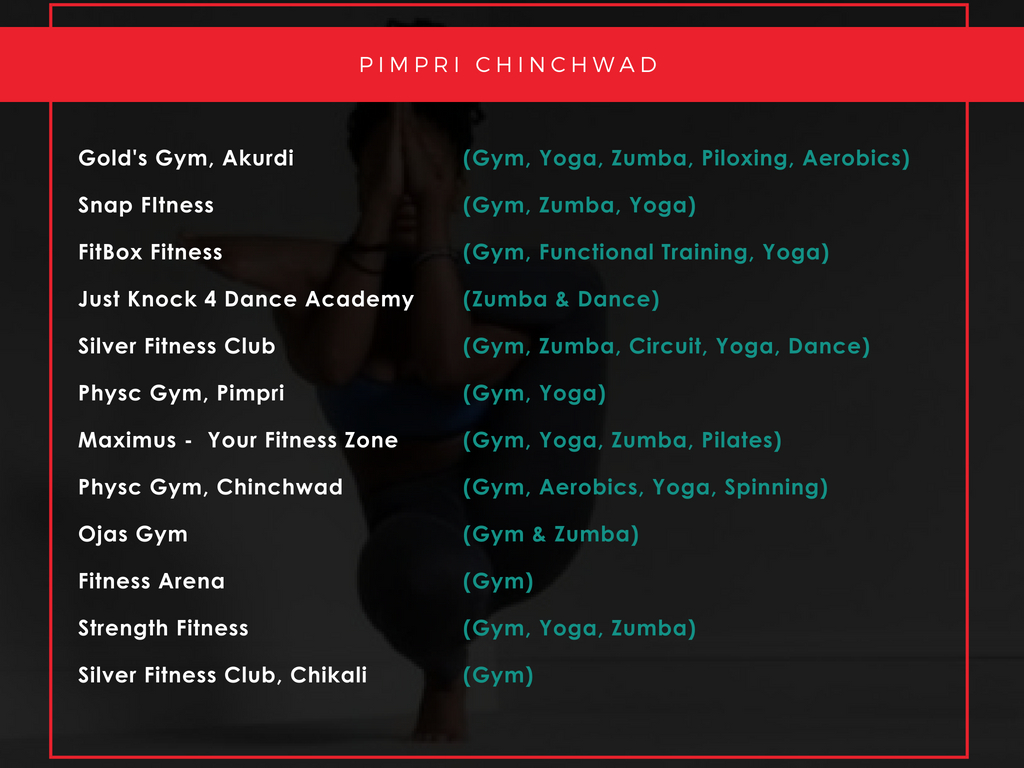 PIMPRI CHINCHWAD
Gold's Gym, Akurdi (Gym, Yoga, Zumba, Piloxing, Aerobics)
Snap FItness (Gym, Zumba, Yoga)
FitBox Fitness (Gym, Functional Training, Yoga)
Just Knock 4 Dance Academy (Zumba & Dance)
Silver Fitness Club (Gym, Zumba, Circuit, Yoga, Dance)
Physc Gym, Pimpri (Gym, Yoga)
Maximus -  Your Fitness Zone (Gym, Yoga, Zumba, Pilates)
Physc Gym, Chinchwad (Gym, Aerobics, Yoga, Spinning)
Ojas Gym (Gym & Zumba)
Fitness Arena (Gym)
Strength Fitness (Gym, Yoga, Zumba)
Silver Fitness Club, Chikali (Gym)